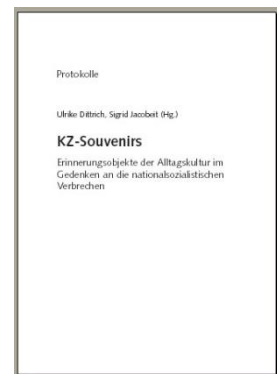 Protokolle
Ulrike Dittrich, Sigrid Jacobeit (Hg.)
KZ-Souvenirs
Erinnerungsobjekte der Alltagskultur im
Gedenken an die nationalsozialistischen
Verbrechen